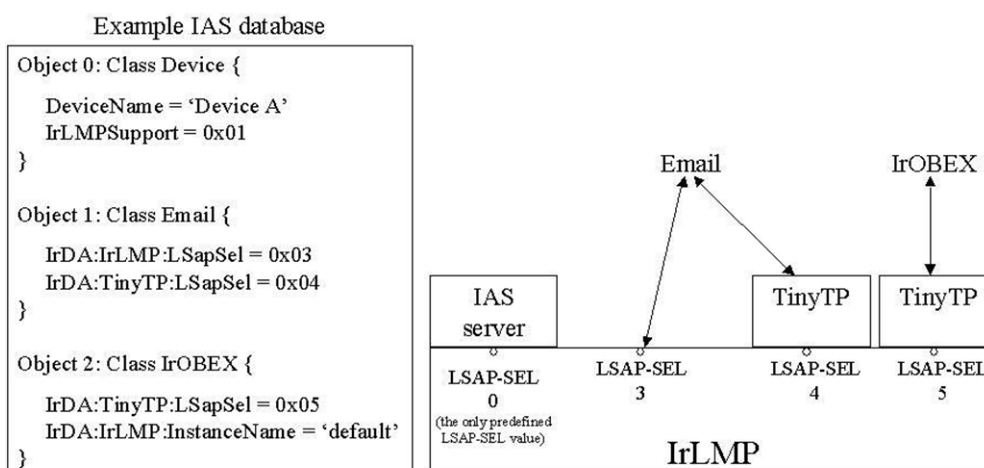 Example IAS database
Object 0: Class Device {
DeviceName = ‘Device A’
IrLMPSupport = 0x01
}
Object 1: Class Email {
IrDA:IrLMP:LSapSel = 0x03
IrDA:TinyTP:LSapSel = 0x04
}
Object 2: Class IrOBEX {
IrDA:TinyTP:LSapSel = 0x05
IrDA:IrLMP:InstanceName = ‘default’
}
Email
IrOBEX
IAS
server
TinyTP
TinyTP
LSAP-SEL
0
(the only predefined
LSAP-SEL value)
LSAP-SEL
3
LSAP-SEL
4
LSAP-SEL
5
IrLMP